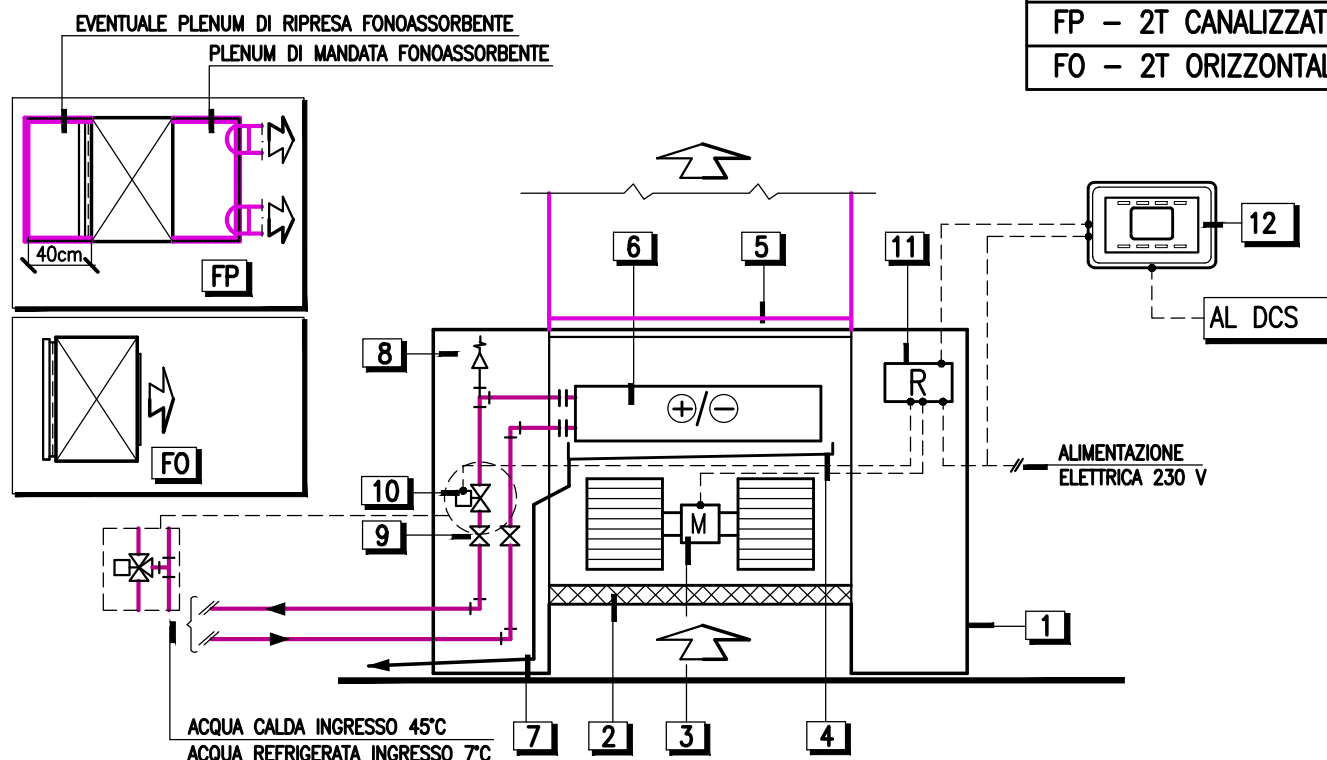 EVENTUALE PLENUM DI RIPRESA FONOASSORBENTE
PLENUM DI MANDATA FONOASSORBENTE
FP - 2T CANALIZZAT
FO - 2T ORIZZONTAL
40cm
FP
FO
6
5
11
12
AL DCS
8
R
+/-
ALIMENTAZIONE
ELETTRICA 230 V
10
M
9
1
7
2
3
4
ACQUA CALDA INGRESSO 45°C
ACQUA REFRIGERATA INGRESSO 7°C